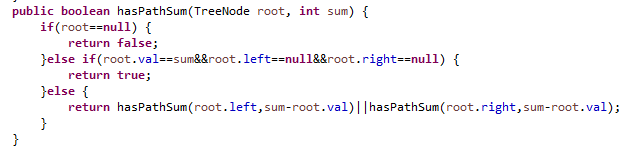 public boolean hasPathSum(TreeNode root, int sum) {
    if(root==null) {
        return false;
    }else if(root.val==sum&&root.left==null&&root.right==null) {
        return true;
    }else {
        return hasPathSum(root.left,sum-root.val)||hasPathSum(root.right,sum-root.val);
    }
}